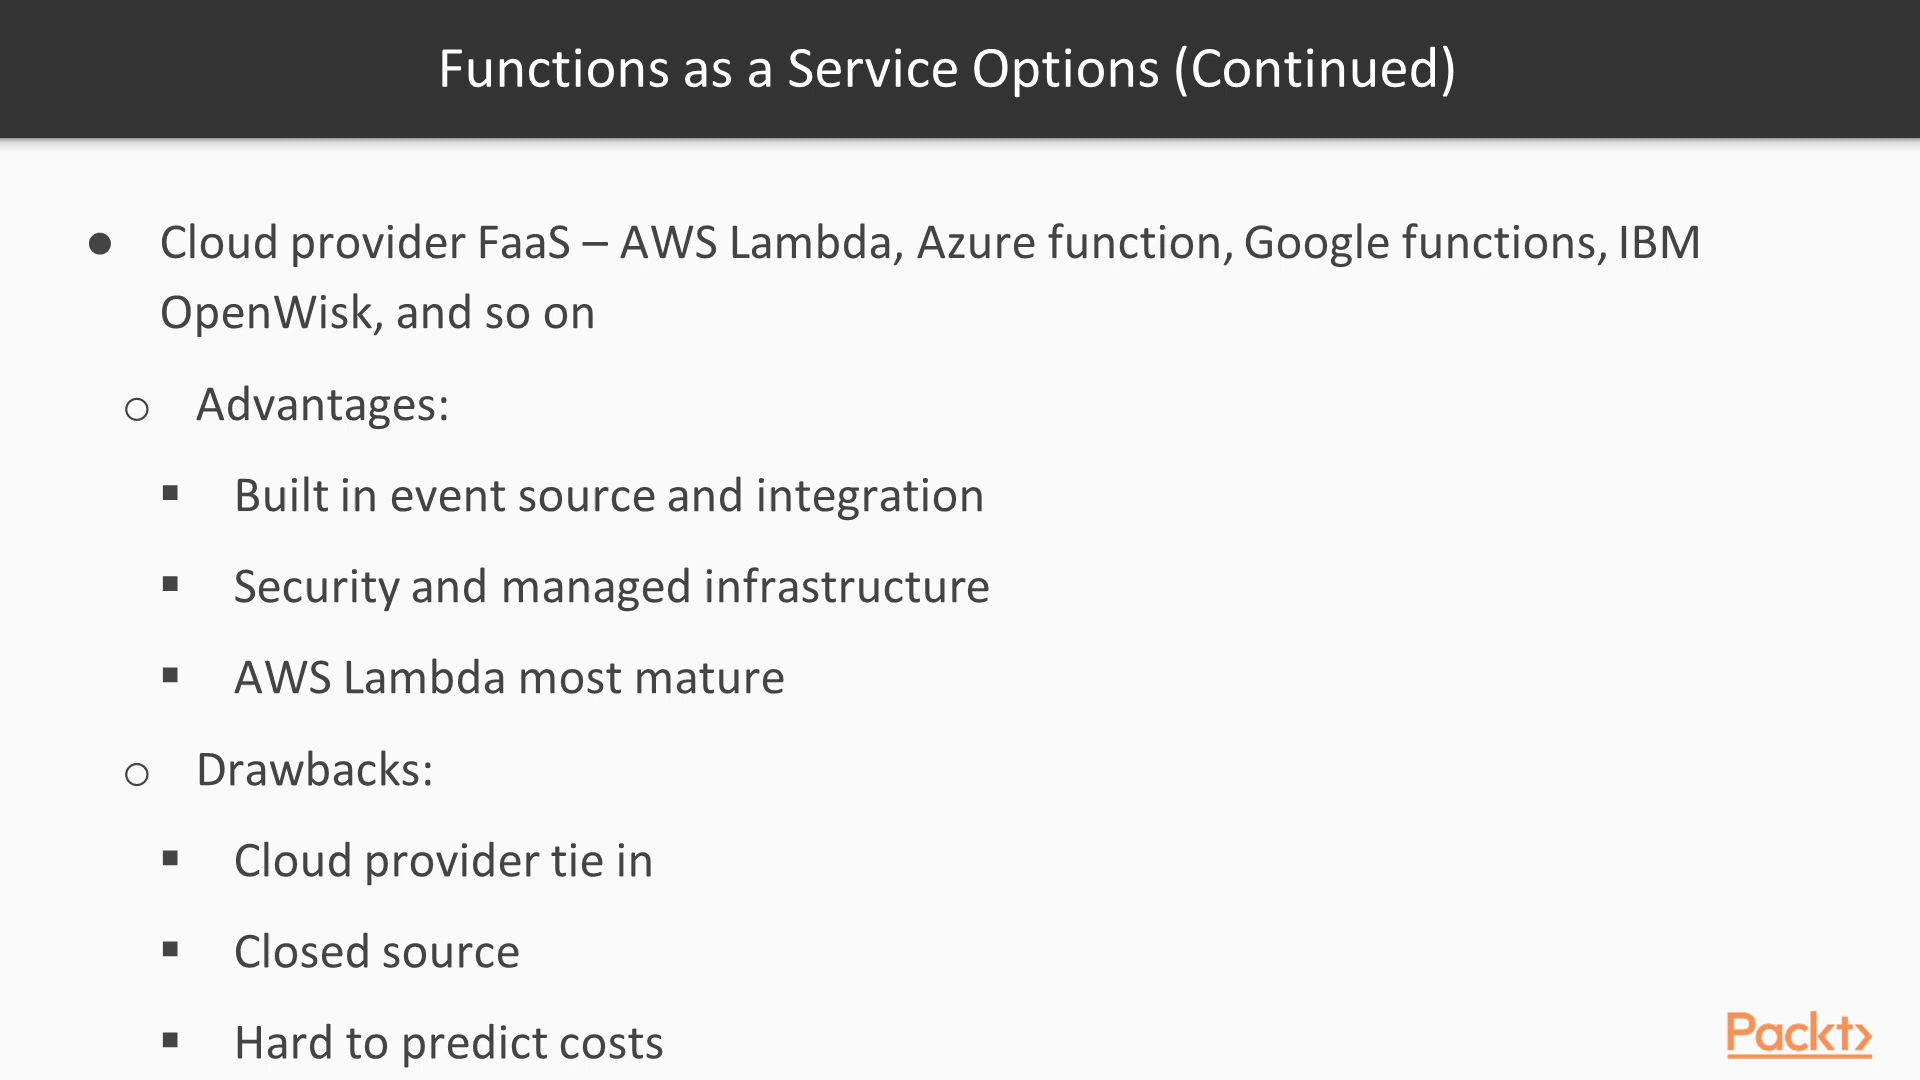 Functions as a Service Options (Continued)
● Cloud provider FaaS – AWS Lambda, Azure function, Google functions, IBM
OpenWisk, and so on
○ Advantages:
▪ Built in event source and integration
▪ Security and managed infrastructure
▪ AWS Lambda most mature
○ Drawbacks:
▪ Cloud provider tie in
▪ Closed source
▪ Hard to predict costs
Packt>